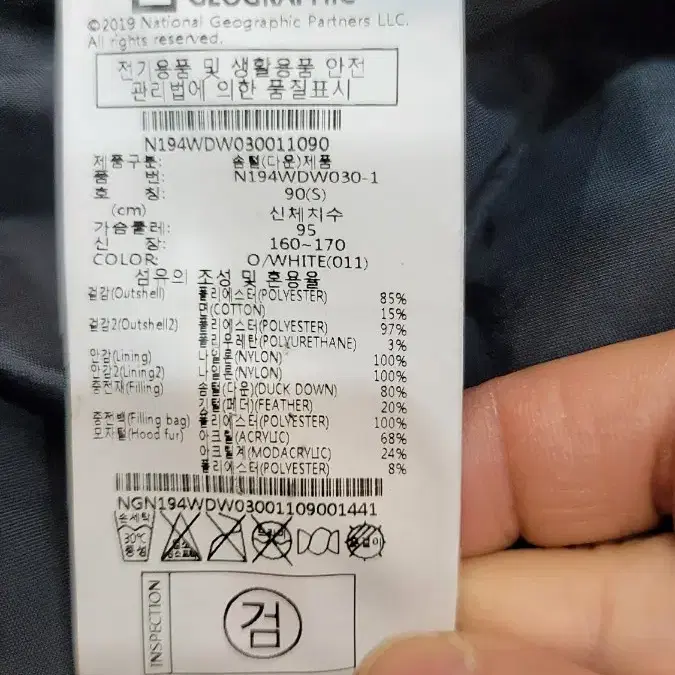 GEOGRAPHIC
©2019 National Geographic Partners LLC.
All rights reserved.
전기용품 및 생활용품 안전
관리법에 의한 품질표시
N194WDW030011090
제품구분: 솜털(다운)제품
품 번: N194WDW030-1
호 칭: 90(S)
(cm) 신체치수
가슴둘레: 95
신 장: 160~170
COLOR: O/WHITE(011)
섬유의 조성 및 혼용율
겉감(Outshell) 폴리에스터(POLYESTER) 85%
면(COTTON) 15%
겉감2(Outshell2) 폴리에스터(POLYESTER) 97%
폴리우레탄(POLYURETHANE) 3%
안감(Lining) 나일론(NYLON) 100%
안감2(Lining2) 나일론(NYLON) 100%
충전재(Filling) 솜털(다운)(DUCK DOWN) 80%
깃털(페더)(FEATHER) 20%
충전백(Filling bag) 폴리에스터(POLYESTER) 100%
모자털(Hood fur) 아크릴(ACRYLIC) 68%
아크릴계(MODACRYLIC) 24%
폴리에스터(POLYESTER) 8%
NGN194WDW03001109001441
손세탁
30℃
중성
INSPECTION
검